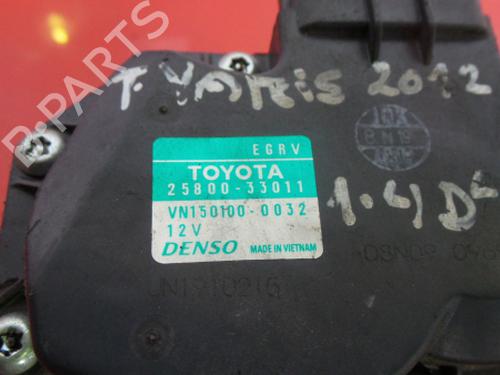 T. YARIS 2012
EGRV
TOYOTA
25800-33011
VN150100-0032
12V
DENSO MADE IN VIETNAM
1.4 D
B-PARTS